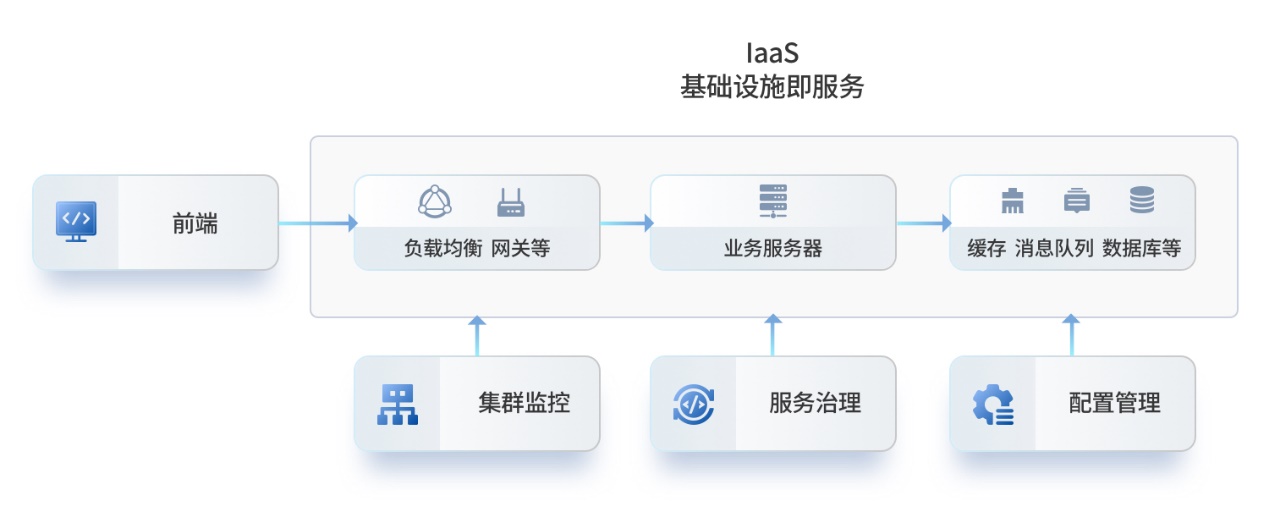 IaaS
基础设施即服务
前端
负载均衡 网关等
业务服务器
缓存 消息队列 数据库等
集群监控
服务治理
配置管理